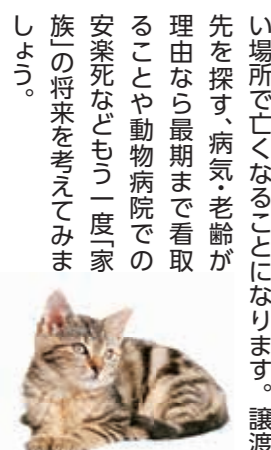 い場所で亡くなることになります。譲渡
先を探す、病気・老齢が
理由なら最期まで看取
ることや動物病院での
安楽死などもう一度「家
族」の将来を考えてみま
しょう。